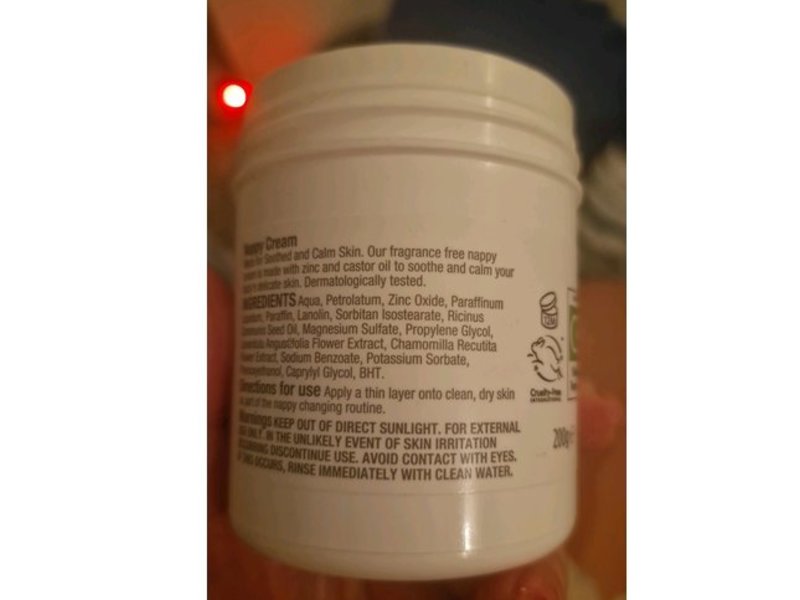 Nappy Cream
for Soothed and Calm Skin. Our fragrance free nappy
cream is made with zinc and castor oil to soothe and calm your
delicate skin. Dermatologically tested.
INGREDIENTS Aqua, Petrolatum, Zinc Oxide, Paraffinum
Liquidum, Paraffin, Lanolin, Sorbitan Isostearate, Ricinus
Communis Seed Oil, Magnesium Sulfate, Propylene Glycol,
Lavandula Angustifolia Flower Extract, Chamomilla Recutita
Flower Extract, Sodium Benzoate, Potassium Sorbate,
Phenoxyethanol, Caprylyl Glycol, BHT.
Directions for use Apply a thin layer onto clean, dry skin
as part of the nappy changing routine.
Warnings KEEP OUT OF DIRECT SUNLIGHT. FOR EXTERNAL
USE ONLY. IN THE UNLIKELY EVENT OF SKIN IRRITATION
OCCURRING DISCONTINUE USE. AVOID CONTACT WITH EYES.
IF THIS OCCURS, RINSE IMMEDIATELY WITH CLEAN WATER.
12M
Cruelty-Free
INTERNATIONAL
200g